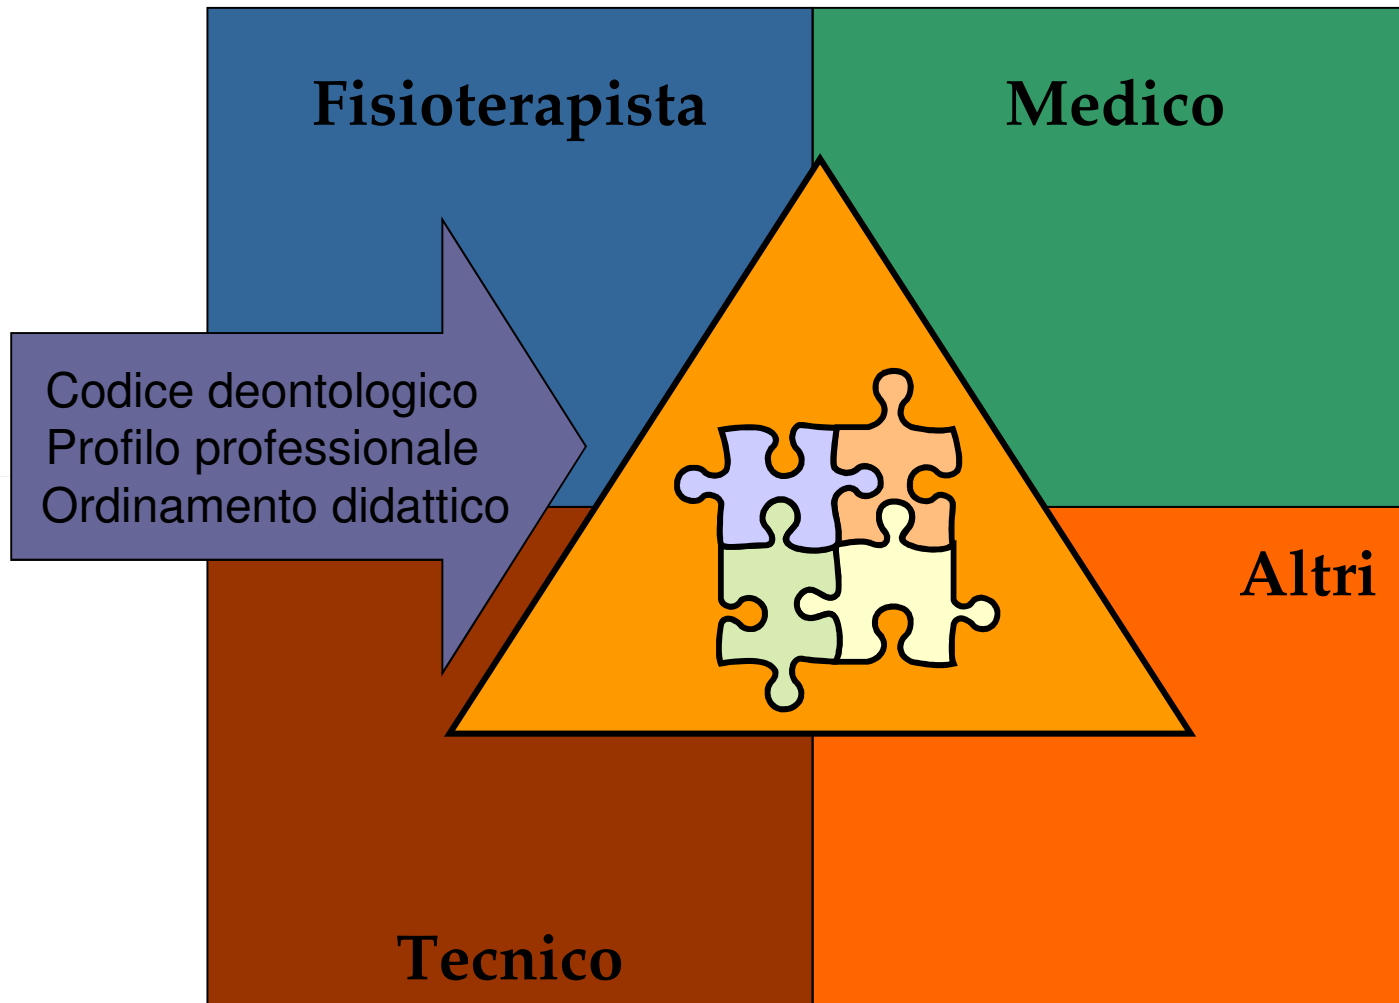 Fisioterapista
Medico
Codice deontologico
Profilo professionale
Ordinamento didattico
Altri
Tecnico